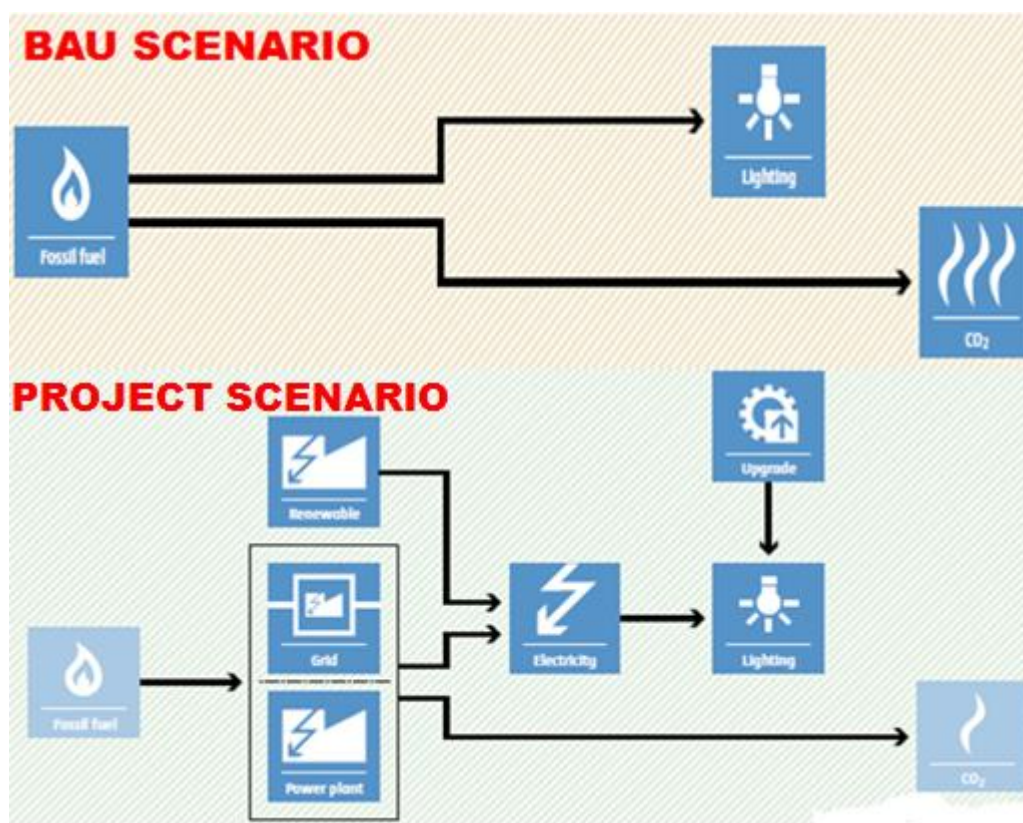 BAU SCENARIO
Lighting
Fossil fuel
CO₂
PROJECT SCENARIO
Upgrade
Renewable
Grid
Electricity
Lighting
Fossil fuel
Power plant
CO₂